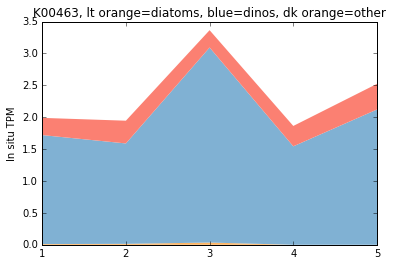 K00463, lt orange=diatoms, blue=dinos, dk orange=other
3.5
3.0
2.5
2.0
1.5
1.0
0.5
0.0
In situ TPM
1 2 3 4 5